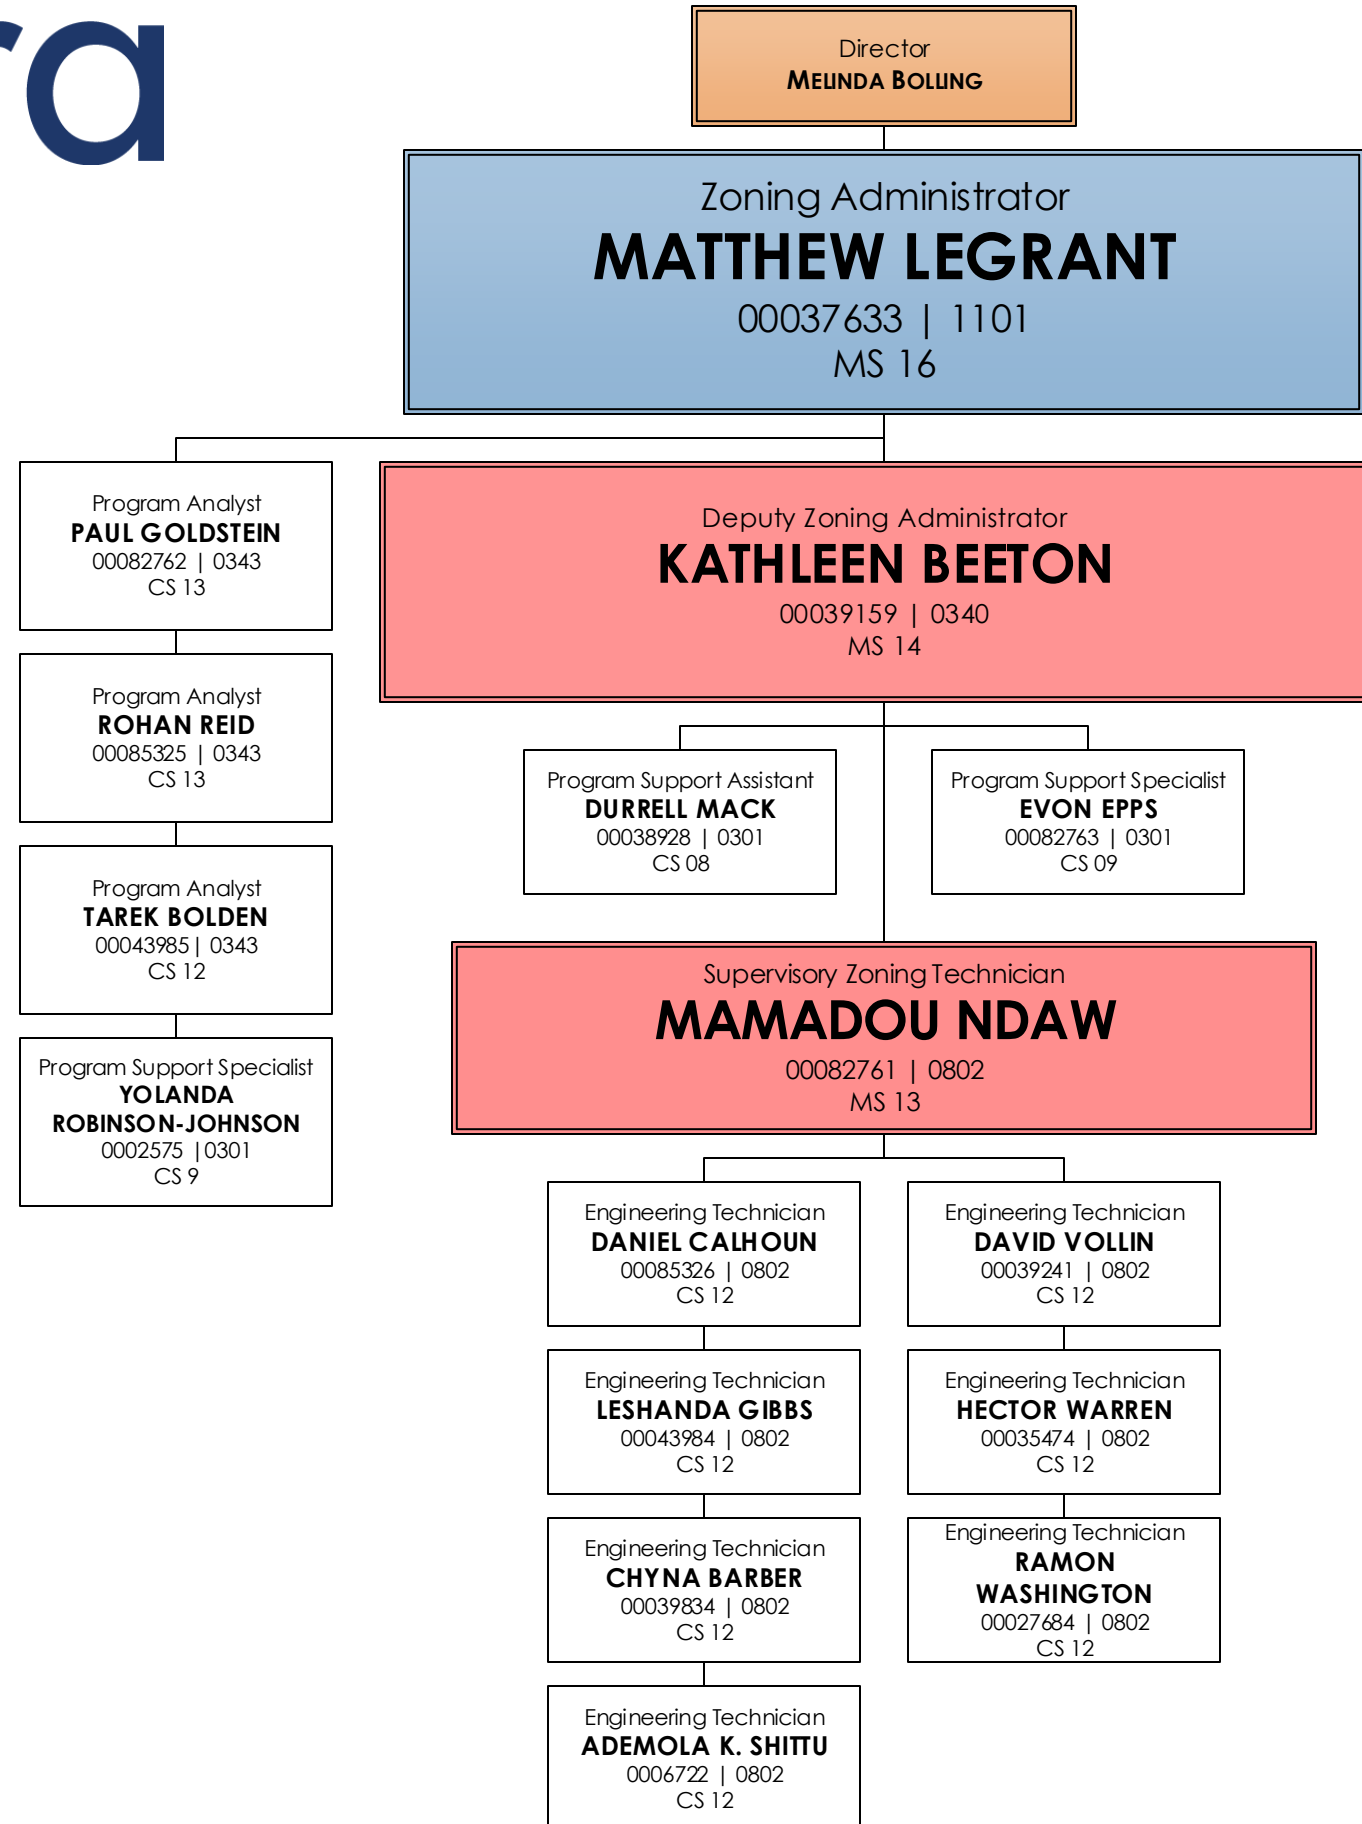 ra
Director
MELINDA BOLLING
Zoning Administrator
MATTHEW LEGRANT
00037633 | 1101
MS 16
Program Analyst
PAUL GOLDSTEIN
00082762 | 0343
CS 13
Program Analyst
ROHAN REID
00085325 | 0343
CS 13
Program Analyst
TAREK BOLDEN
00043985| 0343
CS 12
Program Support Specialist
YOLANDA
ROBINSON-JOHNSON
0002575 |0301
CS 9
Deputy Zoning Administrator
KATHLEEN BEETON
00039159 | 0340
MS 14
Program Support Assistant
DURRELL MACK
00038928 | 0301
CS 08
Program Support Specialist
EVON EPPS
00082763 | 0301
CS 09
Supervisory Zoning Technician
MAMADOU NDAW
00082761 | 0802
MS 13
Engineering Technician
DANIEL CALHOUN
00085326 | 0802
CS 12
Engineering Technician
LESHANDA GIBBS
00043984 | 0802
CS 12
Engineering Technician
CHYNA BARBER
00039834 | 0802
CS 12
Engineering Technician
ADEMOLA K. SHITTU
0006722 | 0802
CS 12
Engineering Technician
DAVID VOLLIN
00039241 | 0802
CS 12
Engineering Technician
HECTOR WARREN
00035474 | 0802
CS 12
Engineering Technician
RAMON
WASHINGTON
00027684 | 0802
CS 12